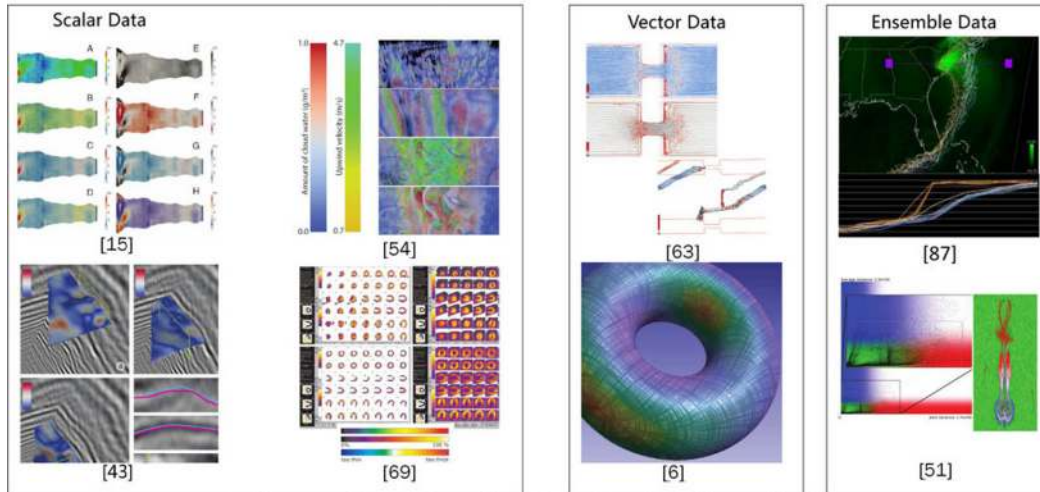 Scalar Data
Vector Data
Ensemble Data
A
E
B
F
C
G
D
H
[15]
1.0
4.7
Amount of cloud water (g/m³)
Upwind velocity (m/s)
0.0
0.7
[54]
[63]
[87]
[43]
[69]
[6]
[51]